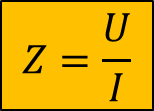 Z = U/I